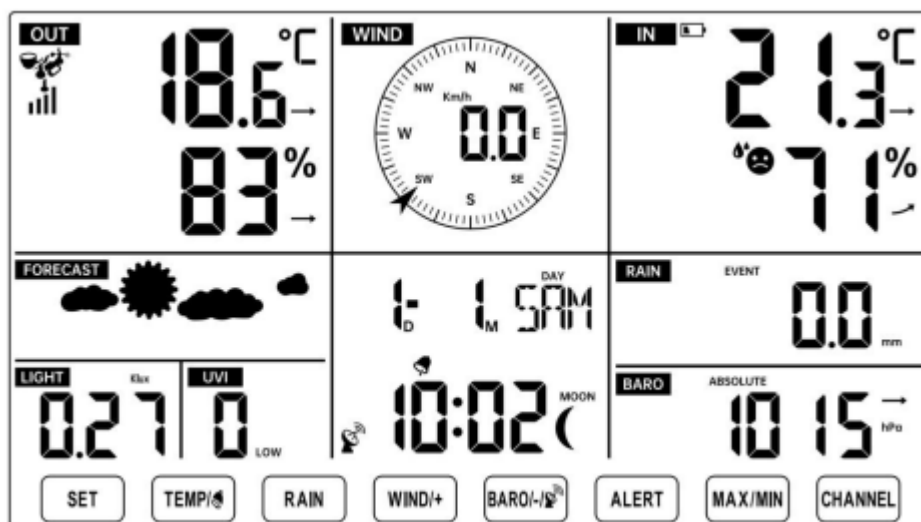 OUT
18.6 °C
83 %
WIND
N
NW NE
Km/h
W 0.0 E
SW SE
S
IN
21.3 °C
71 %
FORECAST
DAY
1- D 1 M SAM
10:02
MOON
RAIN EVENT
0.0 mm
LIGHT Klux
0.27
UVI
0 LOW
BARO ABSOLUTE
1015 hPa
SET TEMP/ RAIN WIND/+ BARO/-/ ALERT MAX/MIN CHANNEL